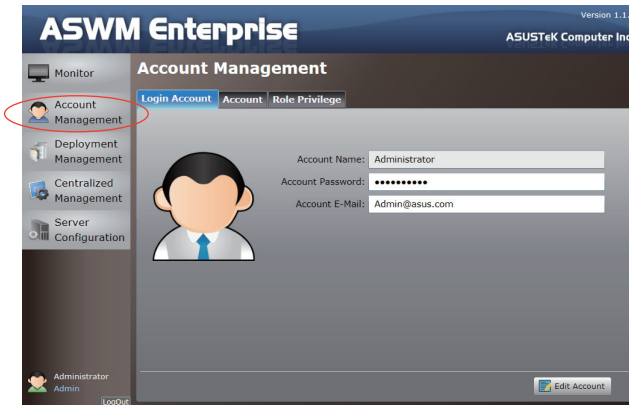 Version 1.1.
ASWM Enterprise
ASUSTeK Computer Inc
Monitor
Account
Management
Deployment
Management
Centralized
Management
Server
Configuration
Account Management
Login Account Account Role Privilege
Account Name: Administrator
Account Password: ••••••••••
Account E-Mail: Admin@asus.com
Administrator
Admin
LogOut
Edit Account